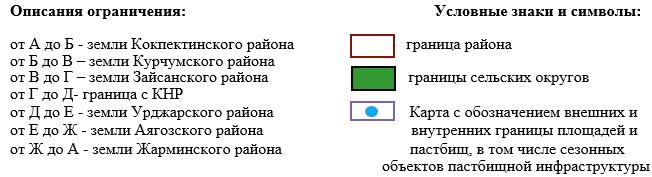 Описания ограничения:
от А до Б - земли Кокпектинского района
от Б до В – земли Курчумского района
от В до Г – земли Зайсанского района
от Г до Д- граница с КНР
от Д до Е - земли Урджарского района
от Е до Ж - земли Аягозского района
от Ж до А - земли Жарминского района
Условные знаки и символы:
граница района
границы сельских округов
Карта с обозначением внешних и
внутренних границы площадей и
пастбищ, в том числе сезонных
объектов пастбищной инфраструктуры